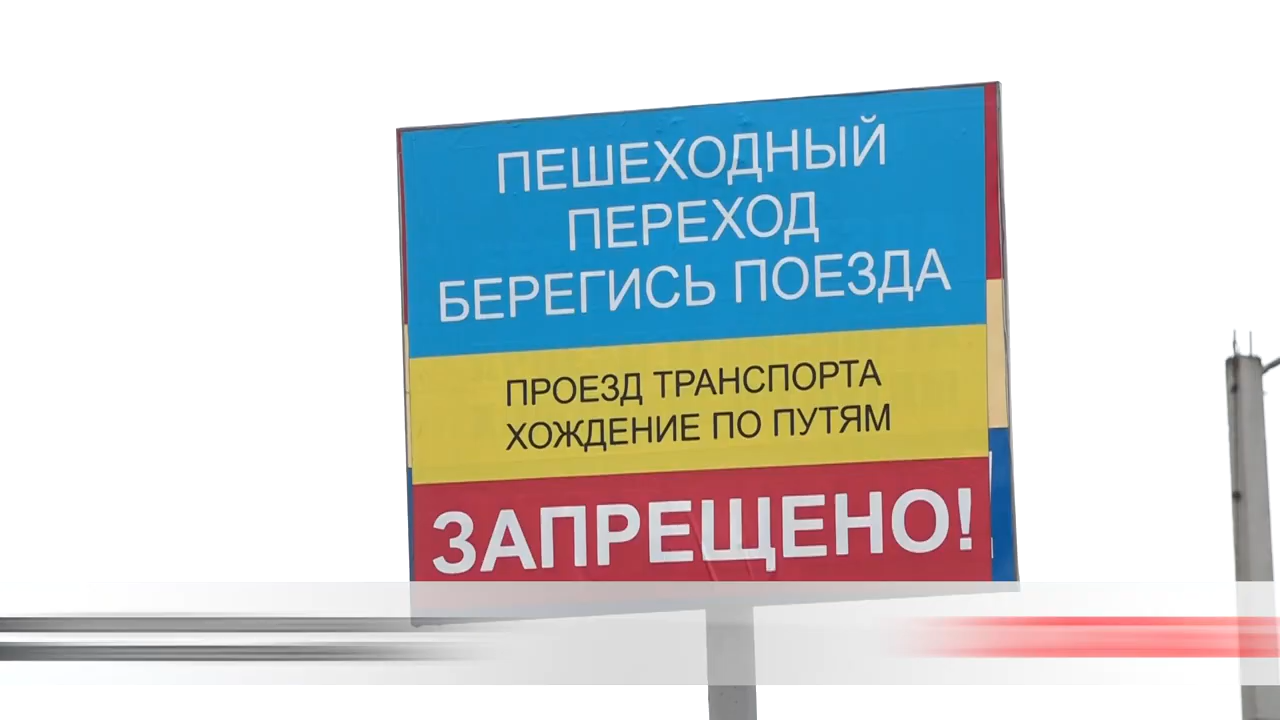 ПЕШЕХОДНЫЙ
ПЕРЕХОД
БЕРЕГИСЬ ПОЕЗДА
ПРОЕЗД ТРАНСПОРТА
ХОЖДЕНИЕ ПО ПУТЯМ
ЗАПРЕЩЕНО!